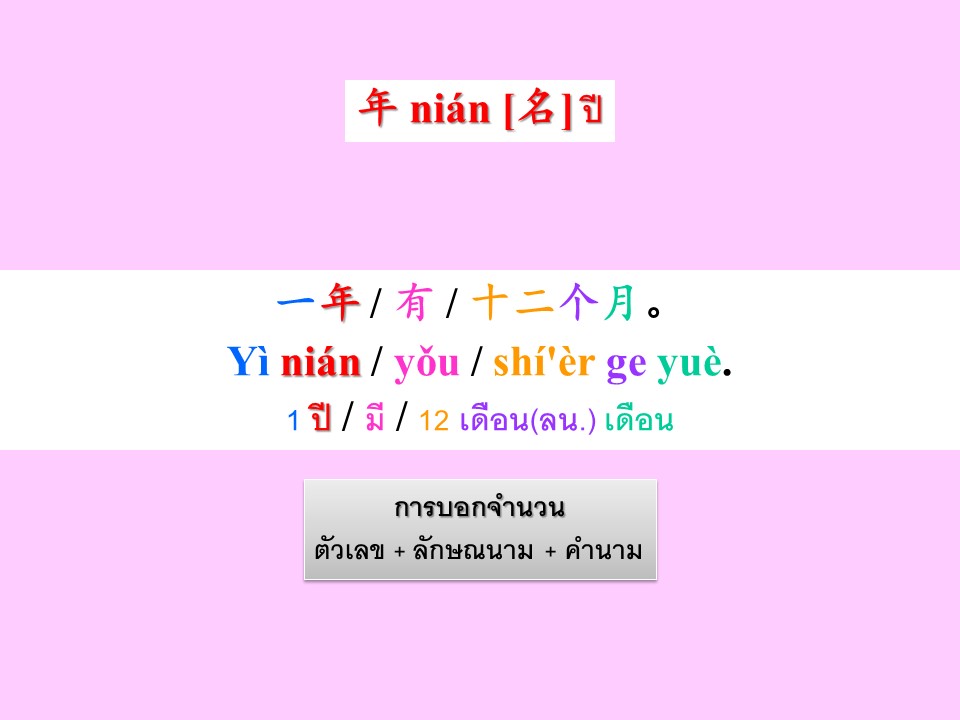 年 nián [名] ปี
一年 / 有 / 十二个月。
Yì nián / yǒu / shí'èr ge yuè.
1 ปี / มี / 12 เดือน(ลน.) เดือน
การบอกจำนวน
ตัวเลข + ลักษณนาม + คำนาม